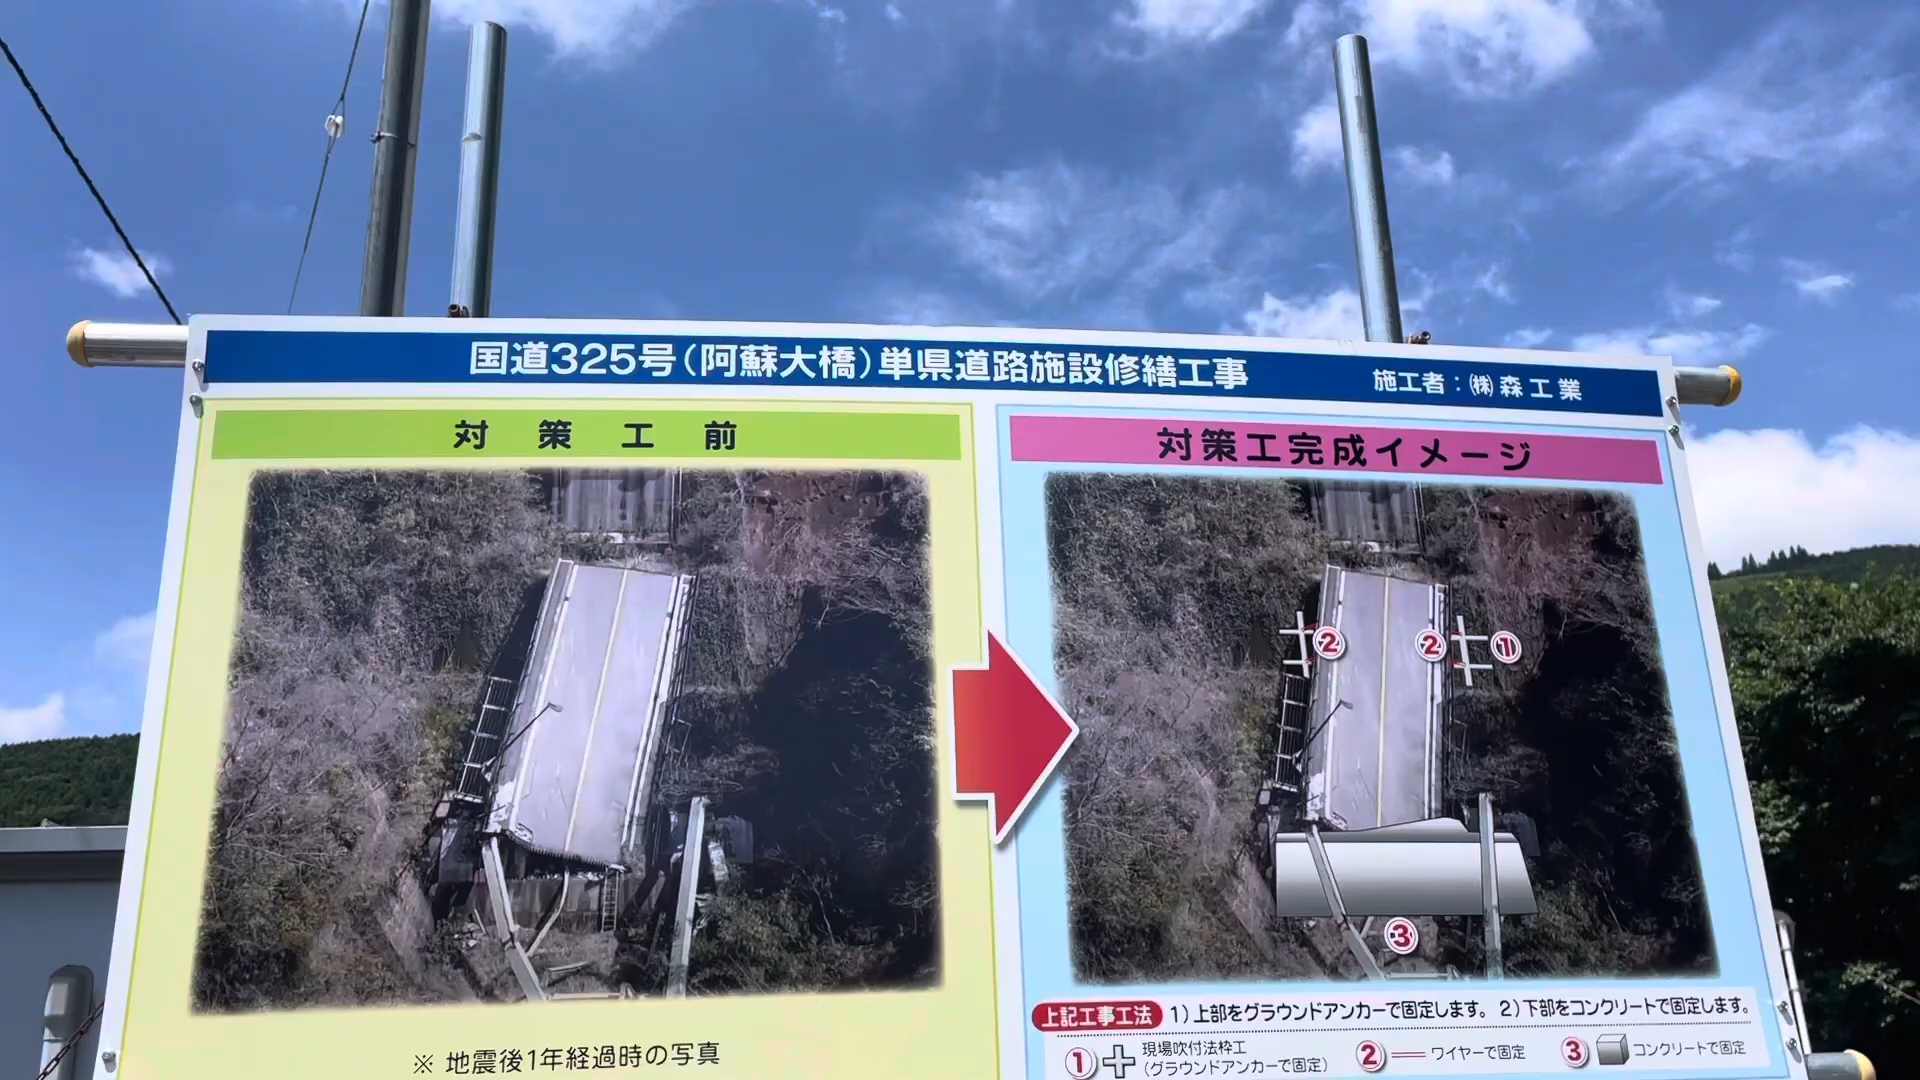 国道325号(阿蘇大橋)単県道路施設修繕工事
施工者:㈱森工業
対策工前
対策工完成イメージ
② ② ①
③
※ 地震後1年経過時の写真
上記工事工法 1)上部をグラウンドアンカーで固定します。 2)下部をコンクリートで固定します。
① 現場吹付法枠工
(グラウンドアンカーで固定)
② ワイヤーで固定
③ コンクリートで固定